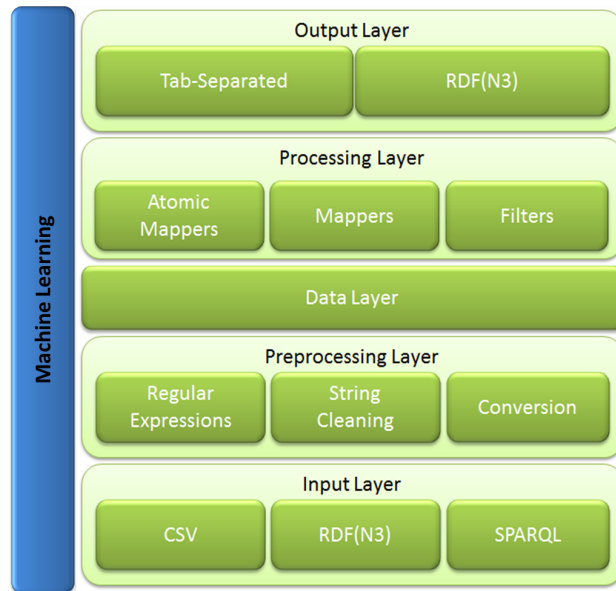 Machine Learning
Output Layer
Tab-Separated
RDF(N3)
Processing Layer
Atomic
Mappers
Mappers
Filters
Data Layer
Preprocessing Layer
Regular
Expressions
String
Cleaning
Conversion
Input Layer
CSV
RDF(N3)
SPARQL